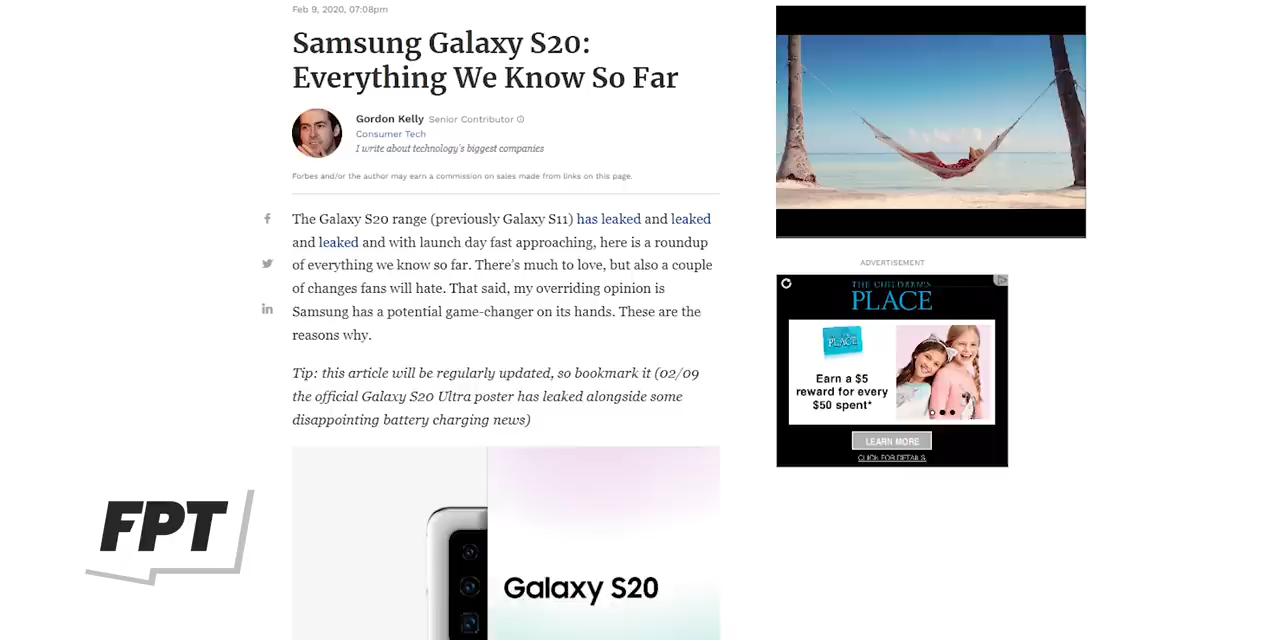 Feb 9, 2020, 07:08pm
Samsung Galaxy S20:
Everything We Know So Far
Gordon Kelly Senior Contributor
Consumer Tech
I write about technology's biggest companies
Forbes and/or the author may earn a commission on sales made from links on this page.
The Galaxy S20 range (previously Galaxy S11) has leaked and leaked
and leaked and with launch day fast approaching, here is a roundup
of everything we know so far. There's much to love, but also a couple
of changes fans will hate. That said, my overriding opinion is
Samsung has a potential game-changer on its hands. These are the
reasons why.
Tip: this article will be regularly updated, so bookmark it (02/09
the official Galaxy S20 Ultra poster has leaked alongside some
disappointing battery charging news)
Galaxy S20
FPT
ADVERTISEMENT
THE CHILDREN'S
PLACE
PLACE
Earn a $5
reward for every
$50 spent*
LEARN MORE
CLICK FOR DETAILS.